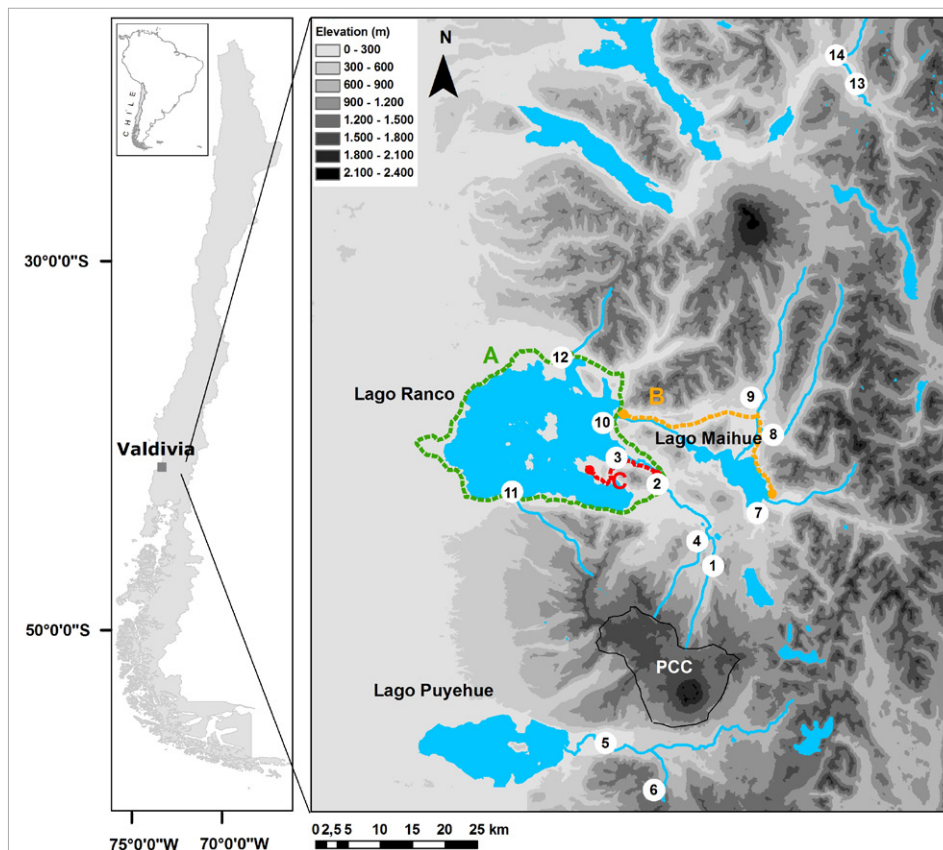 CHILE
30°0'0"S
Valdivia
50°0'0"S
75°0'0"W
70°0'0"W
Elevation (m)
0 - 300
300 - 600
600 - 900
900 - 1.200
1.200 - 1.500
1.500 - 1.800
1.800 - 2.100
2.100 - 2.400
N
14
13
A
12
Lago Ranco
B
9
10
Lago Maihue
8
3
C
2
11
7
4
1
PCC
Lago Puyehue
5
6
0 2,5 5 10 15 20 25 km